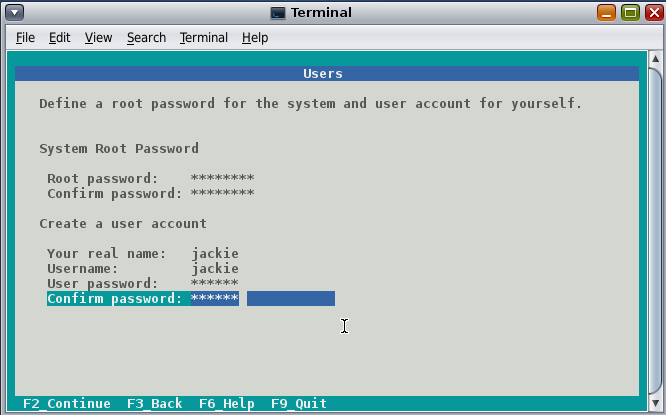 Terminal
File Edit View Search Terminal Help
Users
Define a root password for the system and user account for yourself.
System Root Password
Root password: ********
Confirm password: ********
Create a user account
Your real name: jackie
Username: jackie
User password: ******
Confirm password: ******
F2_Continue F3_Back F6_Help F9_Quit